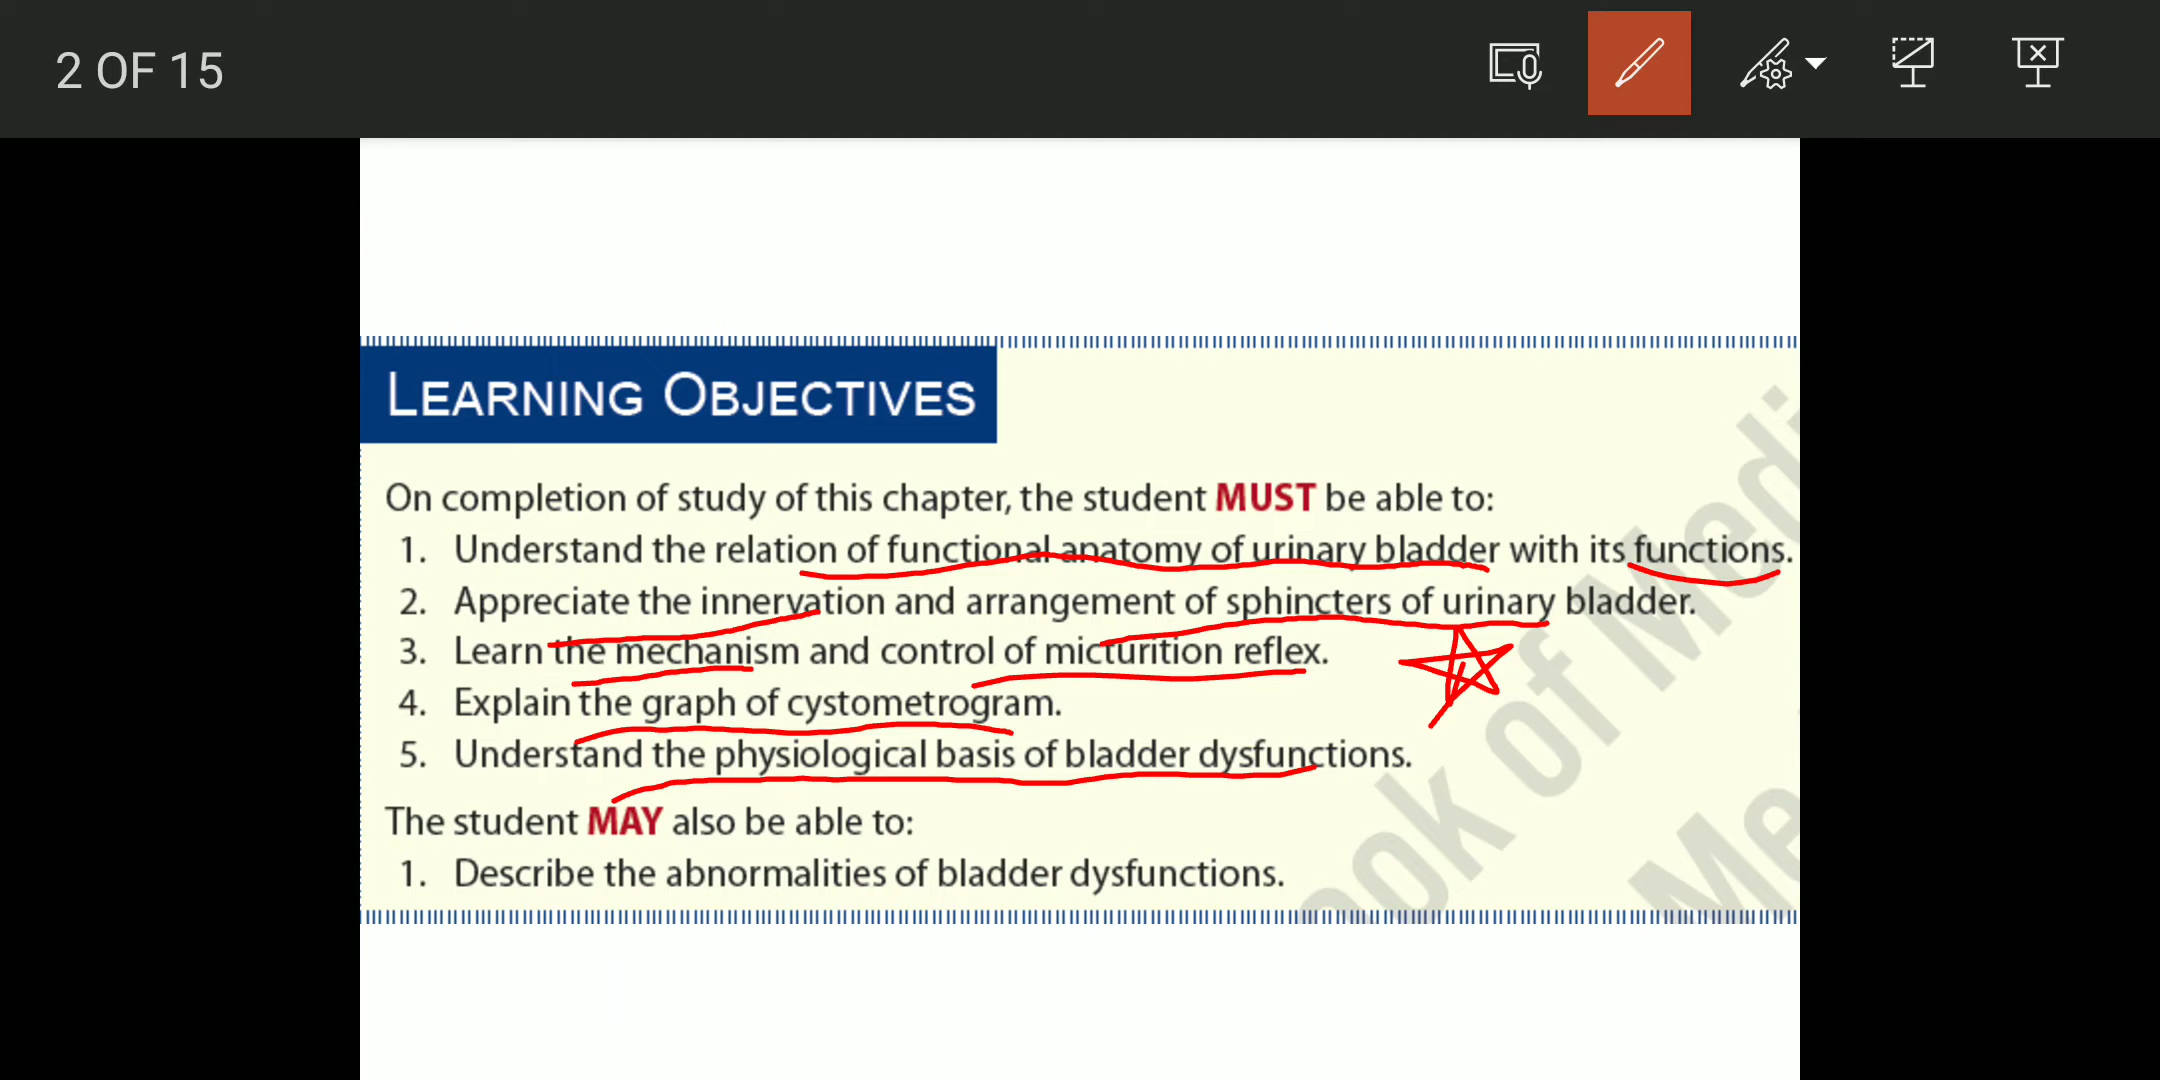 2 OF 15
LEARNING OBJECTIVES
On completion of study of this chapter, the student MUST be able to:
1. Understand the relation of functional anatomy of urinary bladder with its functions.
2. Appreciate the innervation and arrangement of sphincters of urinary bladder.
3. Learn the mechanism and control of micturition reflex.
4. Explain the graph of cystometrogram.
5. Understand the physiological basis of bladder dysfunctions.
The student MAY also be able to:
1. Describe the abnormalities of bladder dysfunctions.
ook of Medi
Me